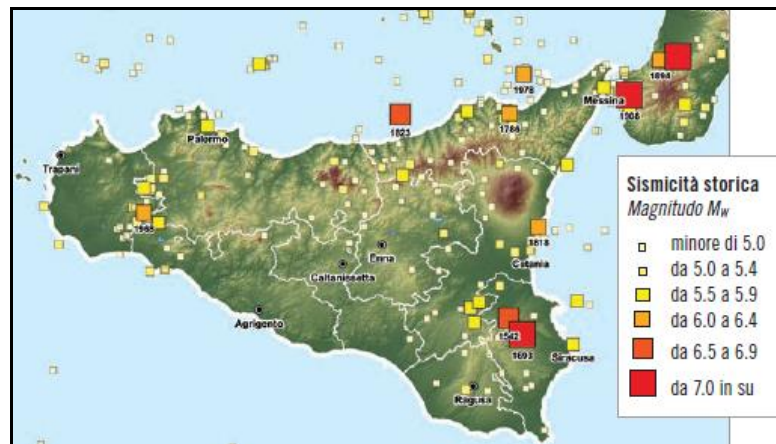 1978
1894
Messina
1908
1823
1786
Palermo
Trapani
1968
1818
Enna
Catania
Caltanissetta
Agrigento
1542
1693
Siracusa
Ragusa
Sismicità storica
Magnitudo Mw
minore di 5.0
da 5.0 a 5.4
da 5.5 a 5.9
da 6.0 a 6.4
da 6.5 a 6.9
da 7.0 in su